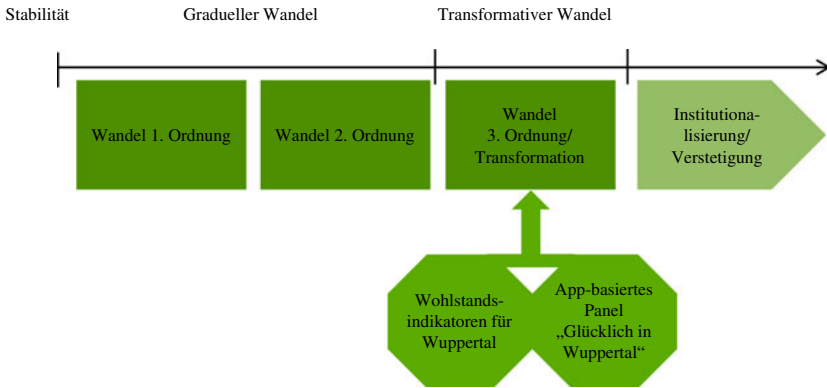 Stabilität
Gradueller Wandel
Transformativer Wandel
Wandel 1. Ordnung
Wandel 2. Ordnung
Wandel
3. Ordnung/
Transformation
Institutiona-
lisierung/
Verstetigung
Wohlstands-
indikatoren für
Wuppertal
App-basiertes
Panel
„Glücklich in
Wuppertal“